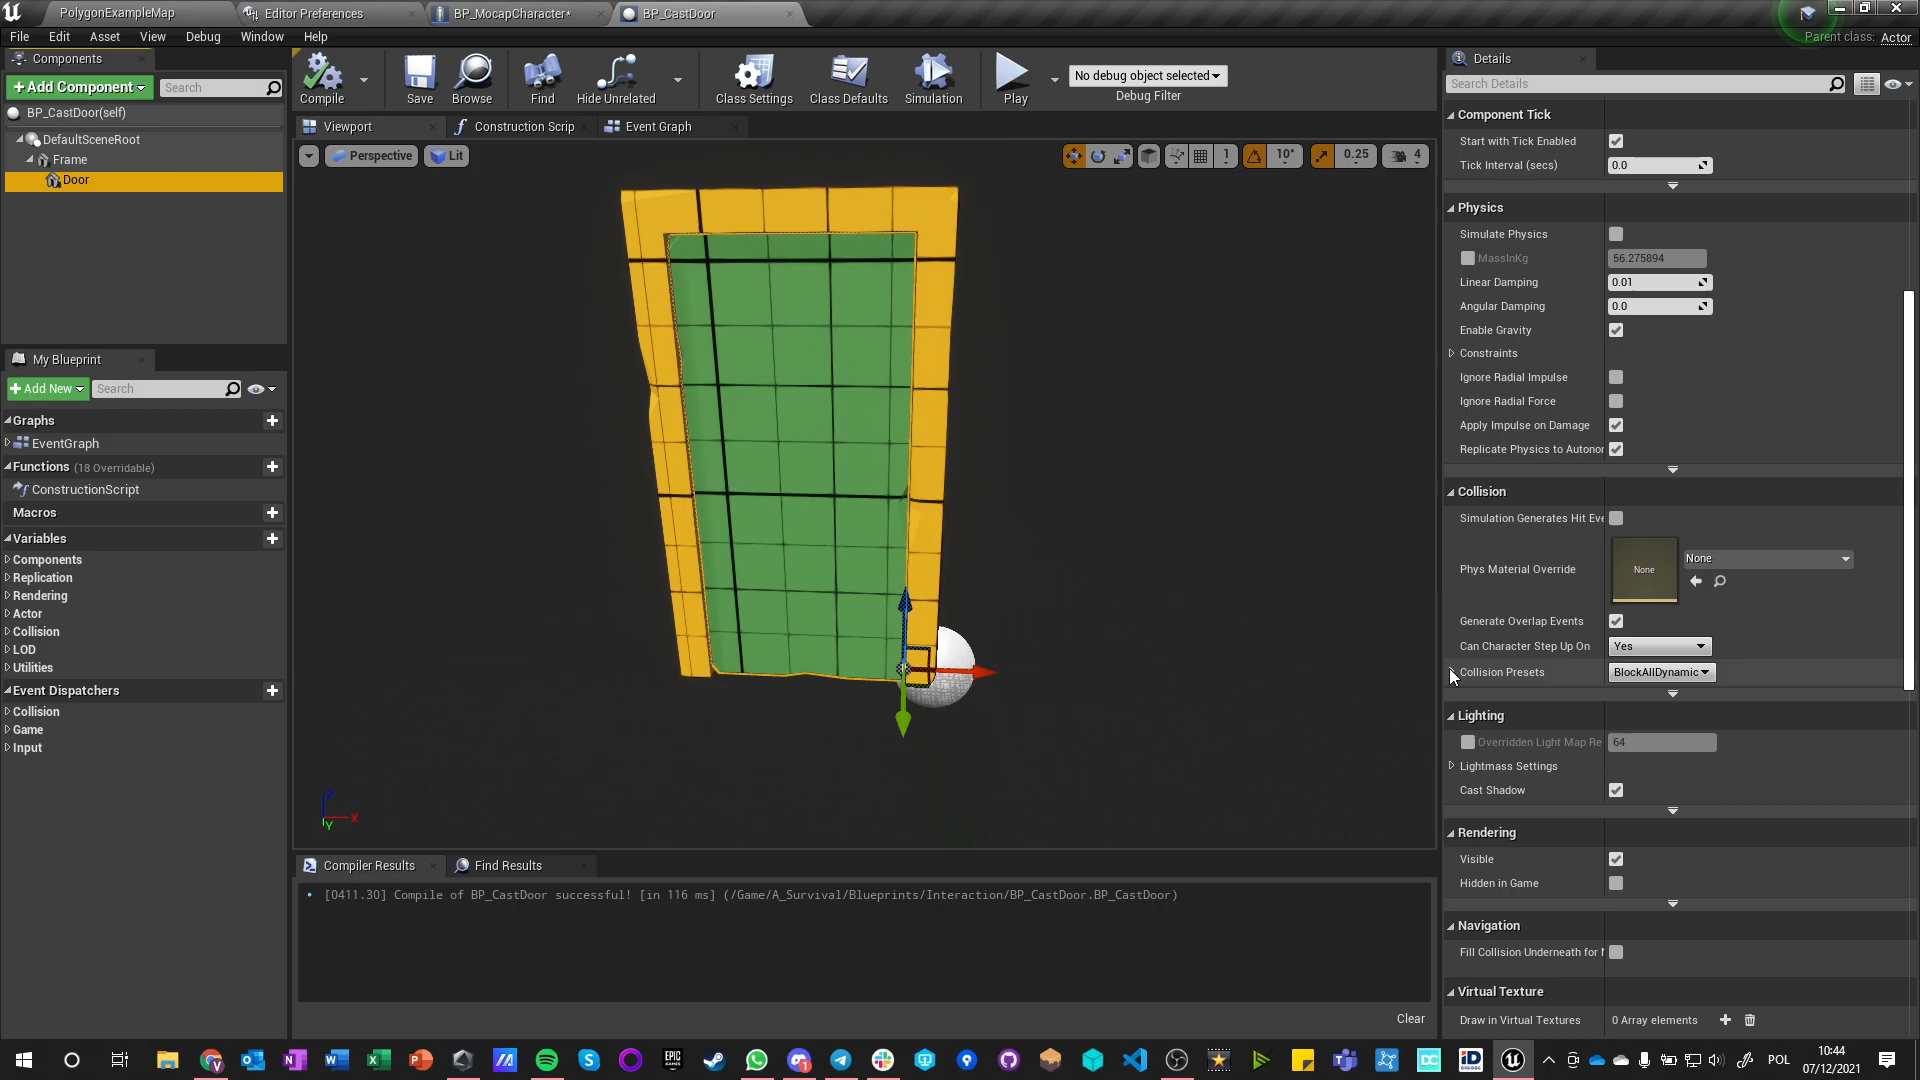 PolygonExampleMap
Editor Preferences
BP_MocapCharacter*
BP_CastDoor
File Edit Asset View Debug Window Help
Parent class: Actor
Components
+ Add Component
Search
BP_CastDoor(self)
DefaultSceneRoot
Frame
Door
My Blueprint
+ Add New
Search
Graphs
EventGraph
Functions (18 Overridable)
ConstructionScript
Macros
Variables
Components
Replication
Rendering
Actor
Collision
LOD
Utilities
Event Dispatchers
Collision
Game
Input
Compile
Save
Browse
Find
Hide Unrelated
Class Settings
Class Defaults
Simulation
Play
No debug object selected
Debug Filter
Viewport
Construction Scrip
Event Graph
Perspective
Lit
1
10°
0.25
4
Z
X
Y
Compiler Results
Find Results
[0411.30] Compile of BP_CastDoor successful! [in 116 ms] (/Game/A_Survival/Blueprints/Interaction/BP_CastDoor.BP_CastDoor)
Clear
Details
Search Details
Component Tick
Start with Tick Enabled
Tick Interval (secs) 0.0
Physics
Simulate Physics
MassInKg 56.275894
Linear Damping 0.01
Angular Damping 0.0
Enable Gravity
Constraints
Ignore Radial Impulse
Ignore Radial Force
Apply Impulse on Damage
Replicate Physics to Autonor
Collision
Simulation Generates Hit Eve
Phys Material Override None None
Generate Overlap Events
Can Character Step Up On Yes
Collision Presets BlockAllDynamic
Lighting
Overridden Light Map Re 64
Lightmass Settings
Cast Shadow
Rendering
Visible
Hidden in Game
Navigation
Fill Collision Underneath for
Virtual Texture
Draw in Virtual Textures 0 Array elements
EPIC GAMES
DC
iD
POL
10:44
07/12/2021